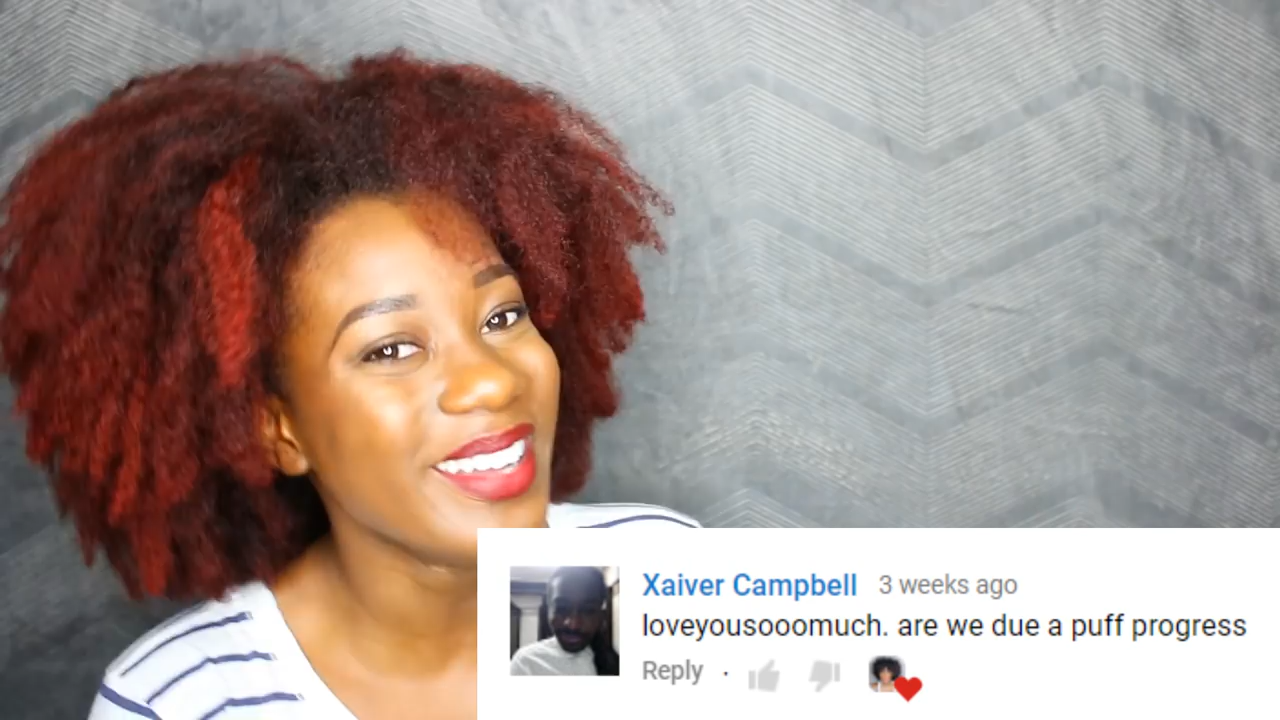 Xaiver Campbell 3 weeks ago
loveyousooomuch. are we due a puff progress
Reply ·